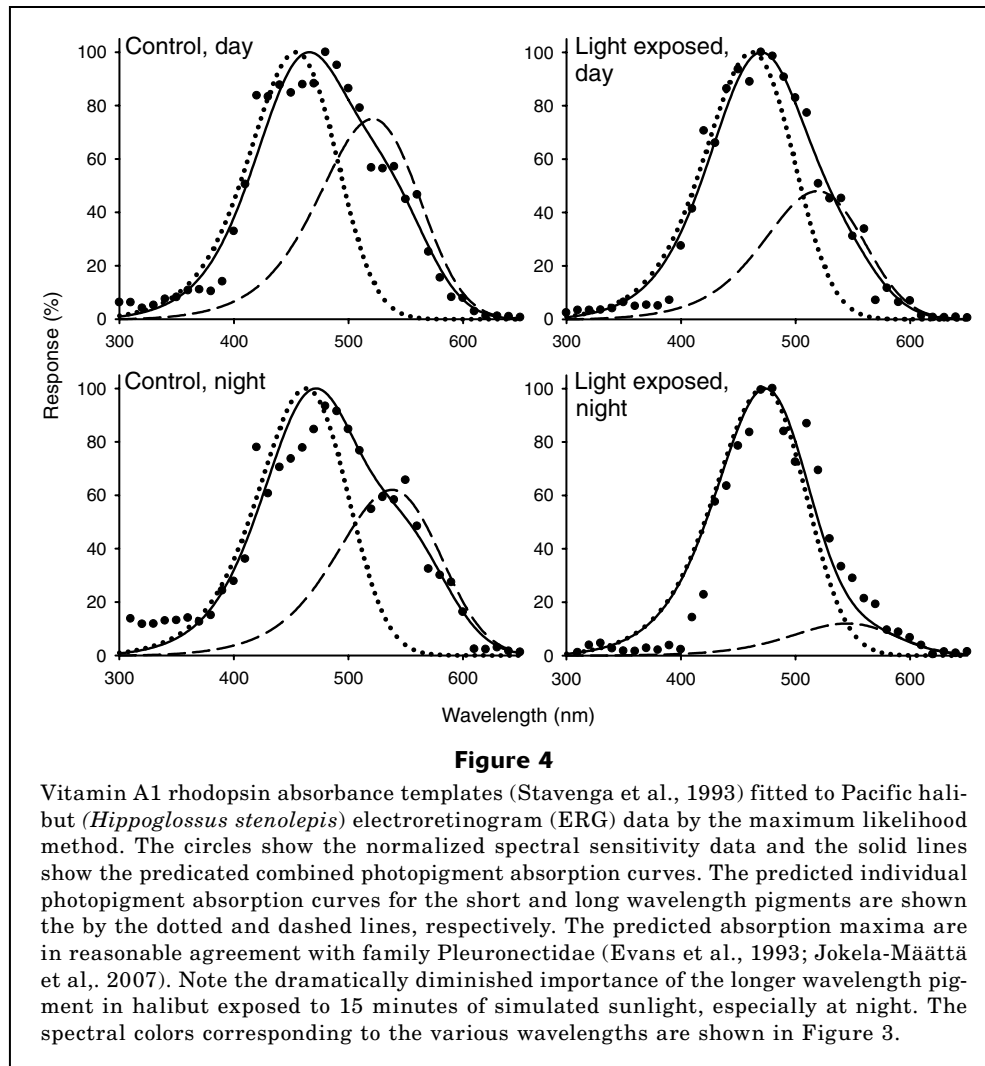 Control, day
Light exposed,
day
100
80
60
40
20
0
300
400
500
600
100
80
60
40
20
0
300
400
500
600
Control, night
Light exposed,
night
100
80
60
40
20
0
300
400
500
600
100
80
60
40
20
0
300
400
500
600
Response (%)
Wavelength (nm)
Figure 4
Vitamin A1 rhodopsin absorbance templates (Stavenga et al., 1993) fitted to Pacific hali-
but (Hippoglossus stenolepis) electroretinogram (ERG) data by the maximum likelihood
method. The circles show the normalized spectral sensitivity data and the solid lines
show the predicated combined photopigment absorption curves. The predicted individual
photopigment absorption curves for the short and long wavelength pigments are shown
the by the dotted and dashed lines, respectively. The predicted absorption maxima are
in reasonable agreement with family Pleuronectidae (Evans et al., 1993; Jokela-Määttä
et al,. 2007). Note the dramatically diminished importance of the longer wavelength pig-
ment in halibut exposed to 15 minutes of simulated sunlight, especially at night. The
spectral colors corresponding to the various wavelengths are shown in Figure 3.